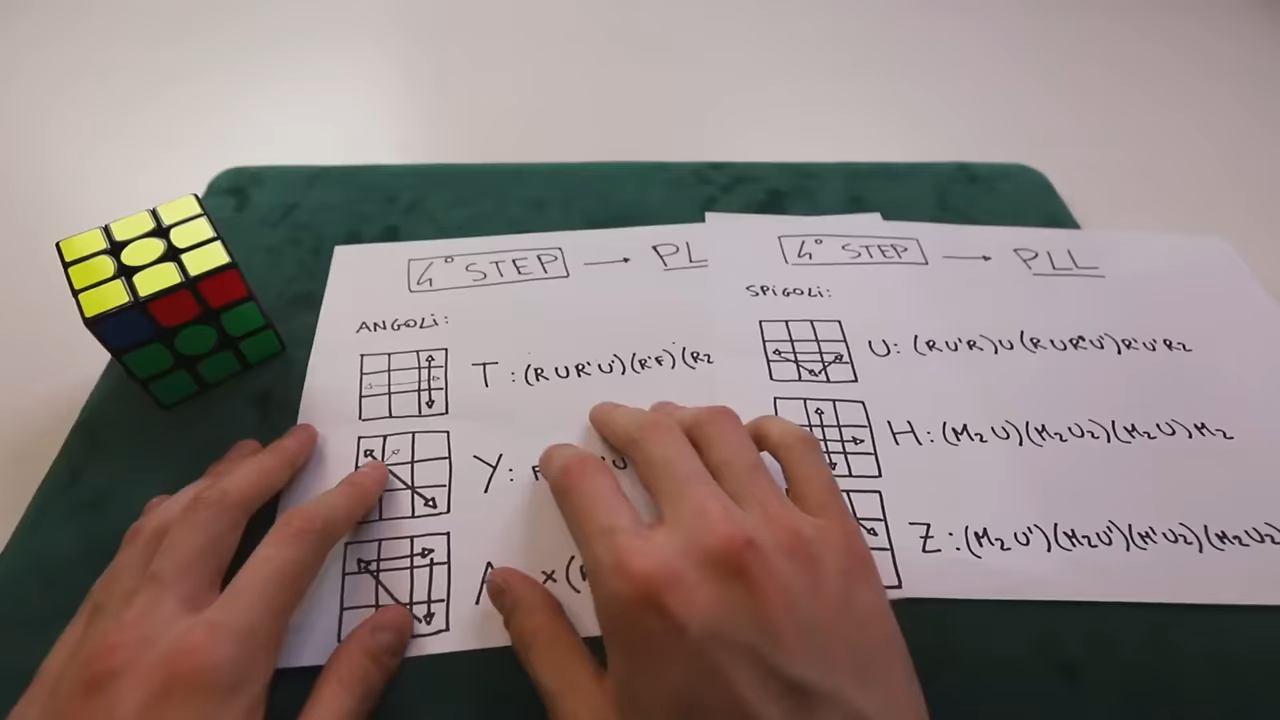 4° STEP → PL
ANGOLI:
T: (R U R' U') (R' F) (R2
Y:
A x (
4° STEP → PLL
SPIGOLI:
U: (R U' R) U (R U R U') R' U' R2
H: (M2 U) (M2 U2) (M2 U) M2
Z: (M2 U') (M2 U') (M' U2) (M2 U2